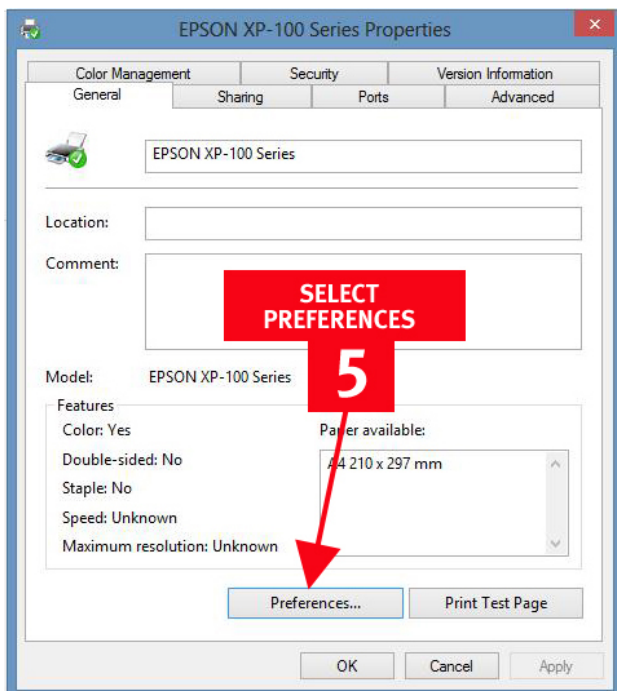 EPSON XP-100 Series Properties
Color Management Security Version Information
General Sharing Ports Advanced
EPSON XP-100 Series
Location:
Comment:
SELECT
PREFERENCES
5
Model: EPSON XP-100 Series
Features
Color: Yes
Paper available:
Double-sided: No
A4 210 x 297 mm
Staple: No
Speed: Unknown
Maximum resolution: Unknown
Preferences... Print Test Page
OK Cancel Apply